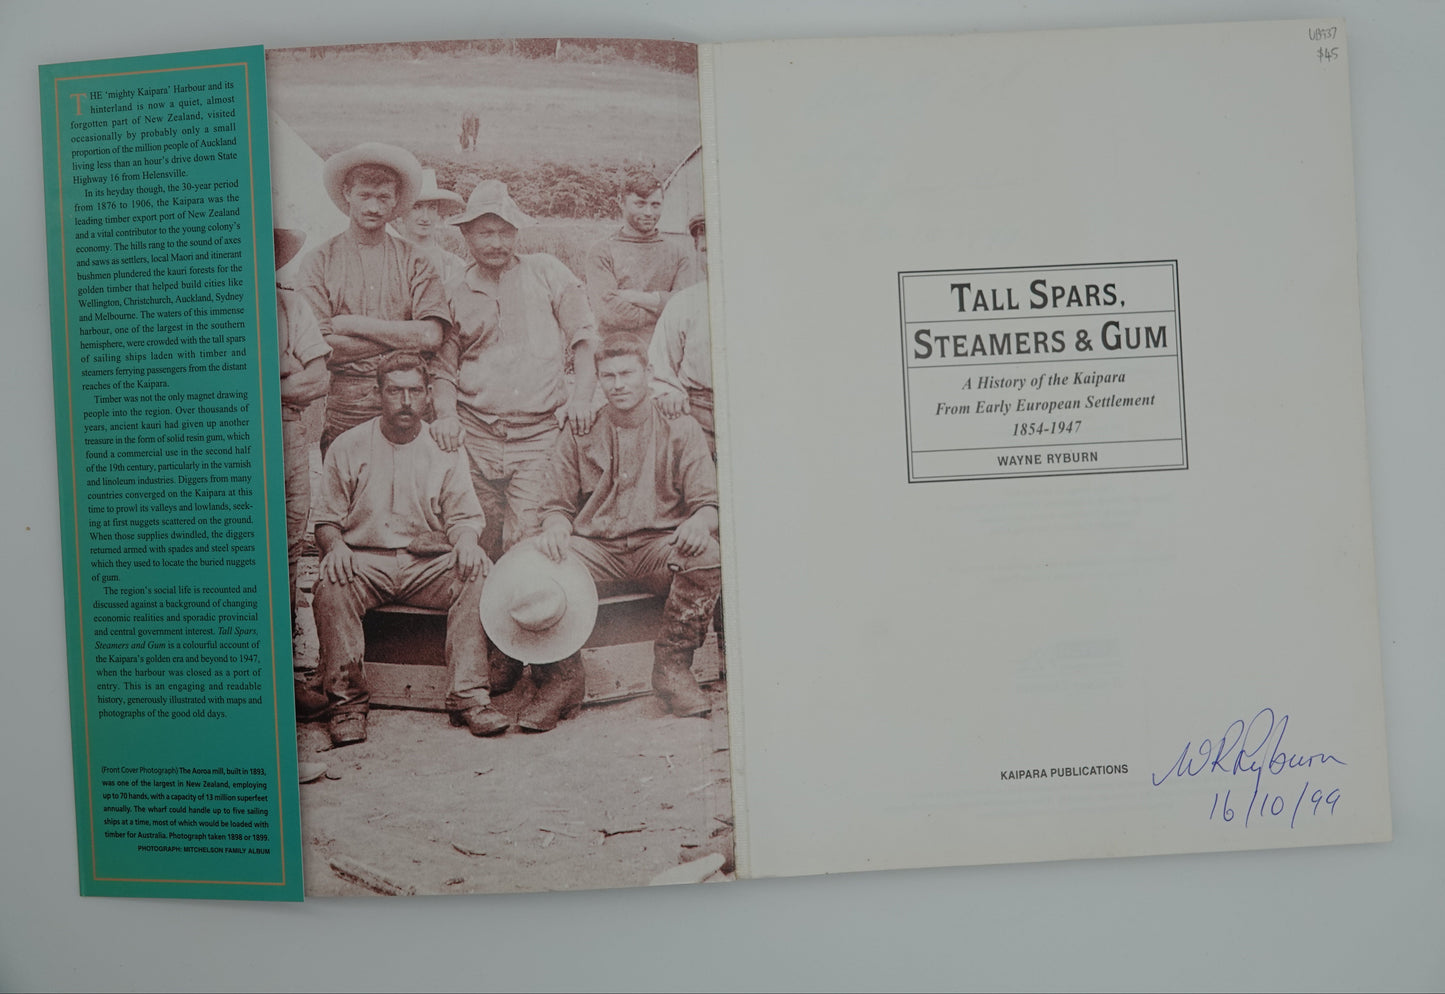 THE ‘mighty Kaipara’ Harbour and its
hinterland is now a quiet, almost
forgotten part of New Zealand, visited
occasionally by probably only a small
proportion of the million people of Auckland
living less than an hour’s drive down State
Highway 16 from Helensville.
In its heyday though, the 30-year period
from 1876 to 1906, the Kaipara was the
leading timber export port of New Zealand
and a vital contributor to the young colony’s
economy. The hills rang to the sound of axes
and saws as settlers, local Maori and itinerant
bushmen plundered the kauri forests for the
golden timber that helped build cities like
Wellington, Christchurch, Auckland, Sydney
and Melbourne. The waters of this immense
harbour, one of the largest in the southern
hemisphere, were crowded with the tall spars
of sailing ships laden with timber and
steamers ferrying passengers from the distant
reaches of the Kaipara.
Timber was not the only magnet drawing
people into the region. Over thousands of
years, ancient kauri had given up another
treasure in the form of solid resin gum, which
found a commercial use in the second half
of the 19th century, particularly in the varnish
and linoleum industries. Diggers from many
countries converged on the Kaipara at this
time to prowl its valleys and lowlands, seek-
ing at first nuggets scattered on the ground.
When those supplies dwindled, the diggers
returned armed with spades and steel spears
which they used to locate the buried nuggets
of gum.
The region’s social life is recounted and
discussed against a background of changing
economic realities and sporadic provincial
and central government interest. Tall Spars,
Steamers and Gum is a colourful account of
the Kaipara’s golden era and beyond to 1947,
when the harbour was closed as a port of
entry. This is an engaging and readable
history, generously illustrated with maps and
photographs of the good old days.
(Front Cover Photograph) The Aoroa mill, built in 1893,
was one of the largest in New Zealand, employing
up to 70 hands, with a capacity of 13 million superfeet
annually. The wharf could handle up to five sailing
ships at a time, most of which would be loaded with
timber for Australia. Photograph taken 1898 or 1899.
PHOTOGRAPH: MITCHELSON FAMILY ALBUM
UB537
$45
TALL SPARS,
STEAMERS & GUM
A History of the Kaipara
From Early European Settlement
1854-1947
WAYNE RYBURN
KAIPARA PUBLICATIONS
WRRyburn
16/10/99